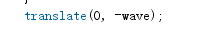 translate(0, -wave);